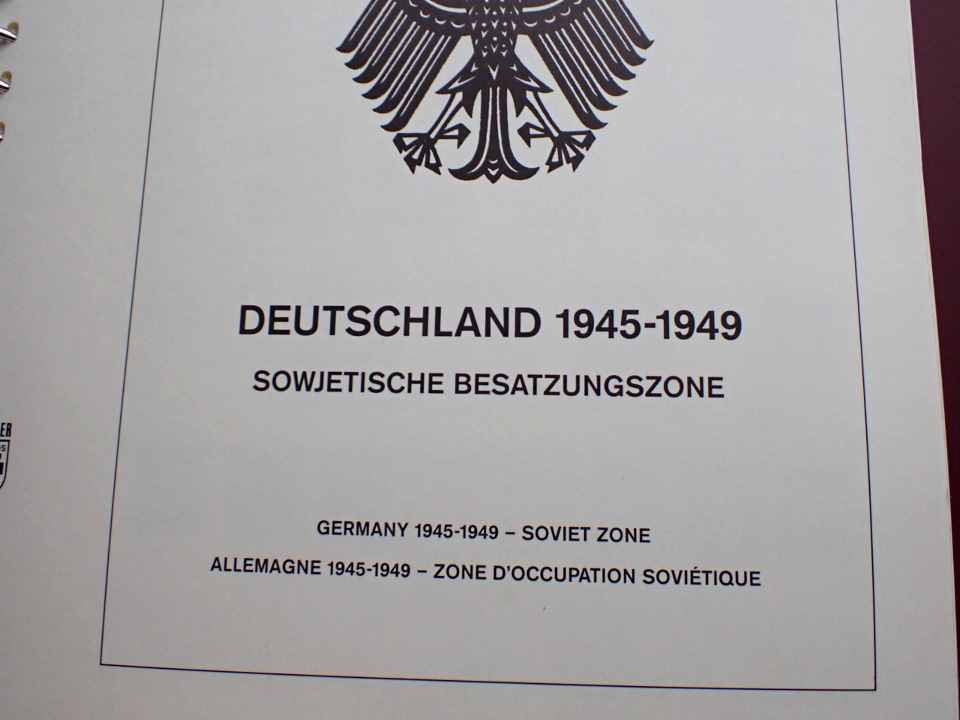 DEUTSCHLAND 1945-1949
SOWJETISCHE BESATZUNGSZONE
GERMANY 1945-1949 – SOVIET ZONE
ALLEMAGNE 1945-1949 – ZONE D'OCCUPATION SOVIÉTIQUE